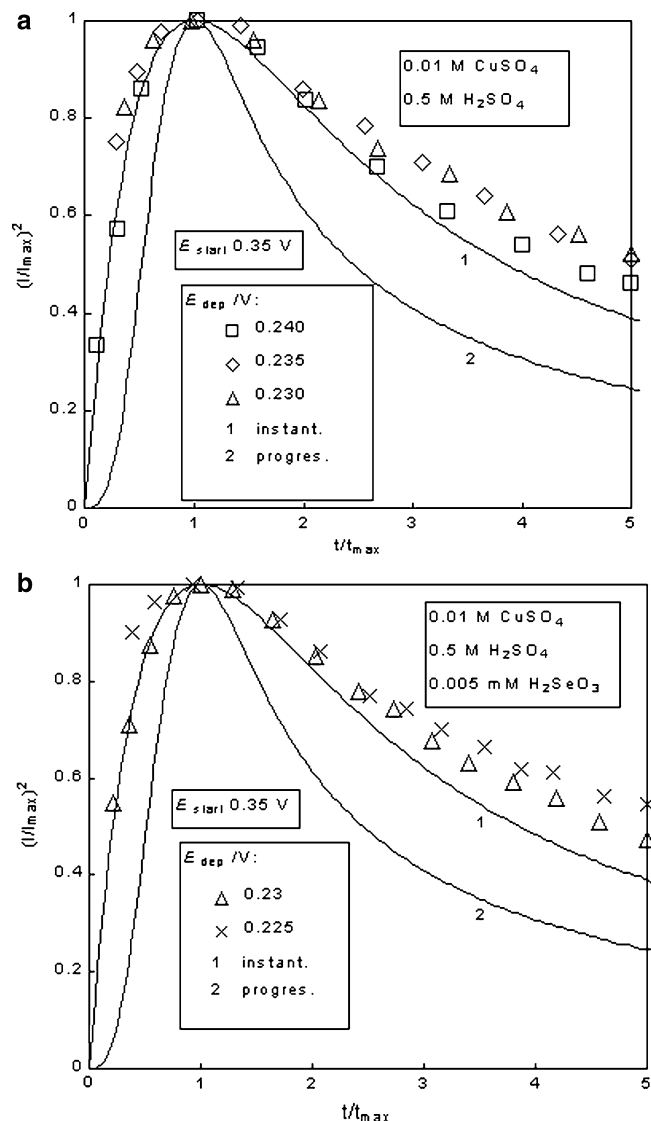 a
1
0.8
0.6
0.4
0.2
0
(I/Imax)²
0.01 M CuSO₄
0.5 M H₂SO₄
E start 0.35 V
E dep /V:
0.240
0.235
0.230
1 instant.
2 progres.
1
2
0 1 2 3 4 5
t/tmax
b
1
0.8
0.6
0.4
0.2
0
(I/Imax)²
0.01 M CuSO₄
0.5 M H₂SO₄
0.005 mM H₂SeO₃
E start 0.35 V
E dep /V:
0.23
0.225
1 instant.
2 progres.
1
2
0 1 2 3 4 5
t/tmax